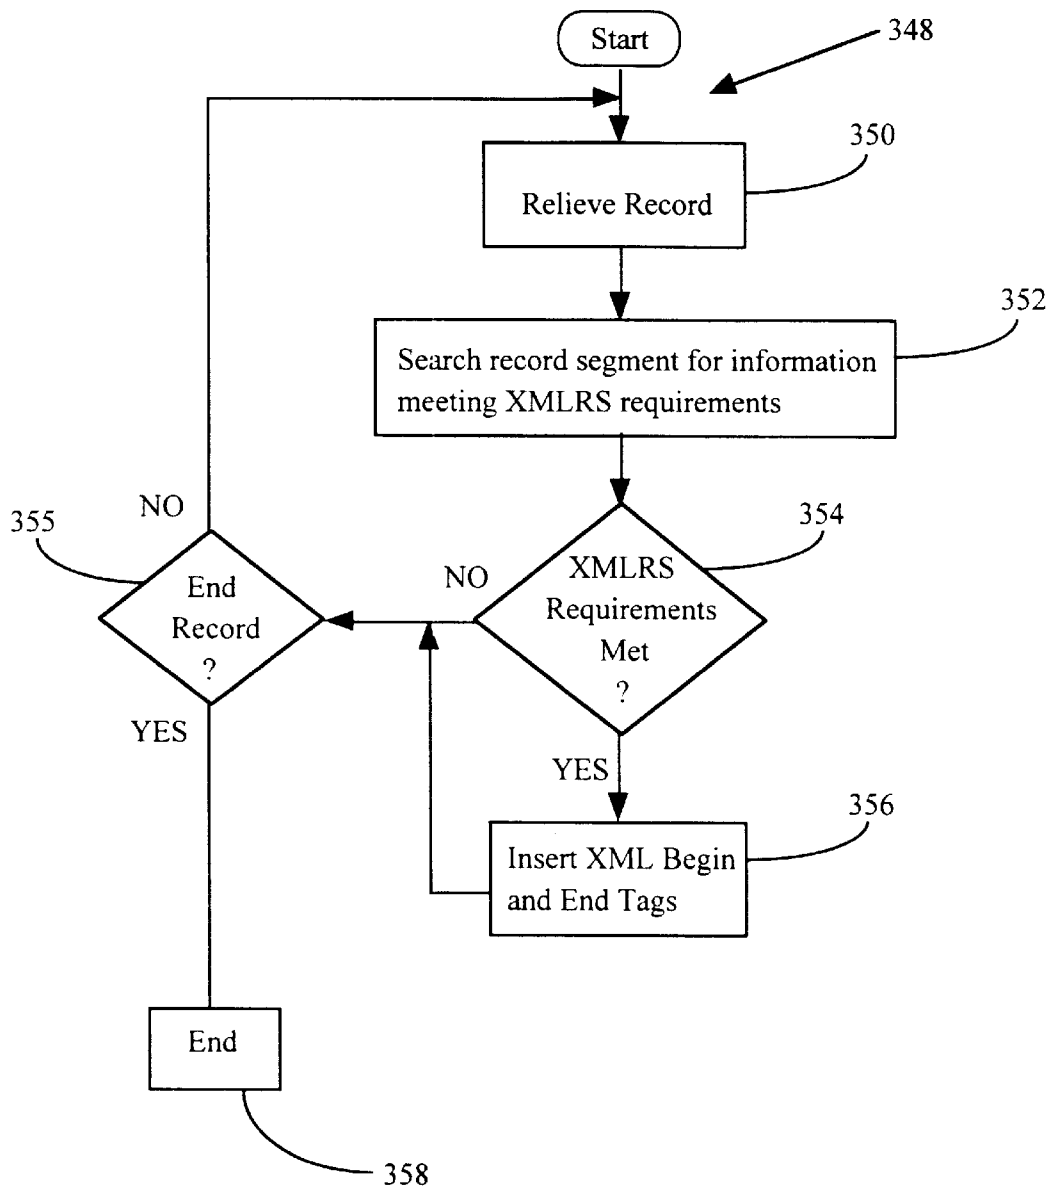 Start
348
350
Relieve Record
352
Search record segment for information
meeting XMLRS requirements
NO
355
354
End
Record
?
NO
XMLRS
Requirements
Met
?
YES
YES
356
Insert XML Begin
and End Tags
End
358